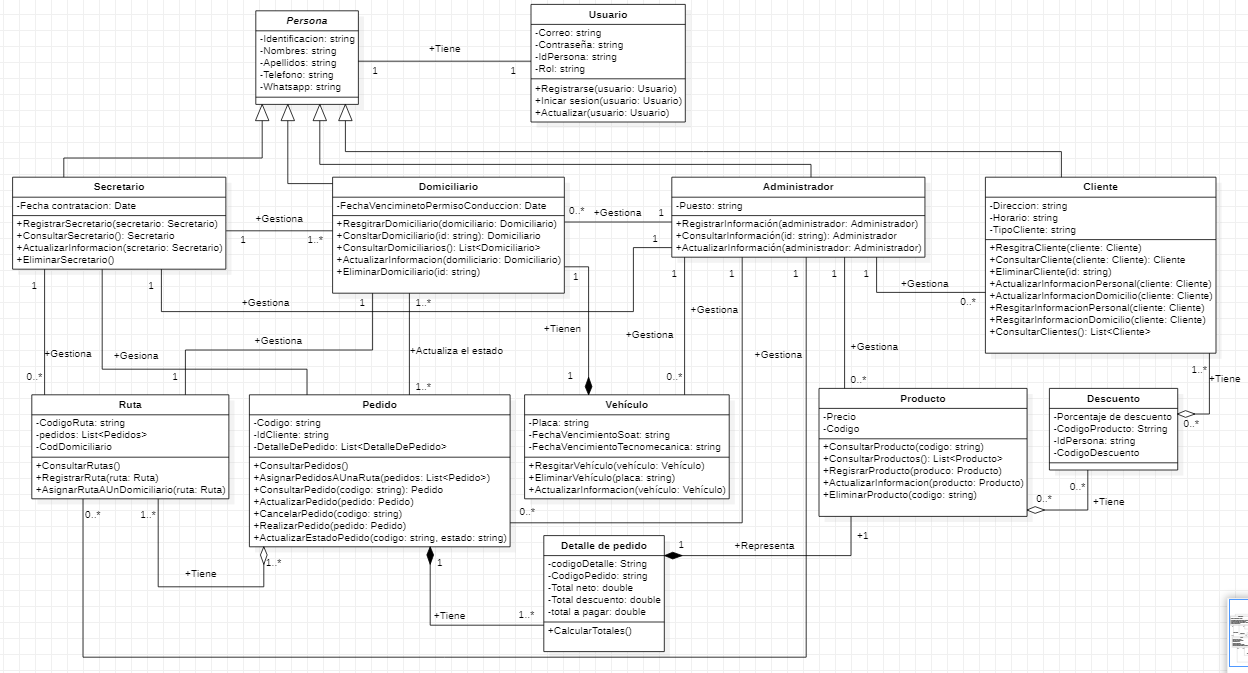 Persona
-Identificacion: string
-Nombres: string
-Apellidos: string
-Telefono: string
-Whatsapp: string
+Tiene
1
1
Usuario
-Correo: string
-Contraseña: string
-IdPersona: string
-Rol: string
+Registrarse(usuario: Usuario)
+Inicar sesion(usuario: Usuario)
+Actualizar(usuario: Usuario)
Secretario
-Fecha contratacion: Date
+RegistrarSecretario(secretario: Secretario)
+ConsultarSecretario(): Secretario
+ActualizarInformacion(scretario: Secretario)
+EliminarSecretario()
+Gestiona
1
1..*
Domiciliario
-FechaVenciminetoPermisoConduccion: Date
+ResgitrarDomiciliario(domiciliario: Domiciliario)
+ConsltarDomiciliario(id: string): Domiciliario
+ConsultarDomiciliarios(): List<Domiciliario>
+ActualizarInformacion(domiliciario: Domiciliario)
+EliminarDomiciliario(id: string)
0..*
+Gestiona
1
1
Administrador
-Puesto: string
+RegistrarInformación(administrador: Administrador)
+ConsultarInformación(id: string): Administrador
+ActualizarInformación(administrador: Administrador)
Cliente
-Direccion: string
-Horario: string
-TipoCliente: string
+ResgitraCliente(cliente: Cliente)
+ConsultarCliente(cliente: Cliente): Cliente
+EliminarCliente(id: string)
+ActualizarInformacionPersonal(cliente: Cliente)
+ActualizarInformacionDomicilio(cliente: Cliente)
+ResgitarInformacionPersonal(cliente: Cliente)
+ResgitarInformacionDomicilio(cliente: Cliente)
+ConsultarClientes(): List<Cliente>
1
1
+Gestiona
1
1..*
1
1
1
1
1
1
+Gestiona
0..*
+Gestiona
+Gesiona
0..*
+Gestiona
1
+Actualiza el estado
1..*
+Tienen
1
+Gestiona
0..*
+Gestiona
+Gestiona
+Gestiona
0..*
1..*
+Tiene
0..*
Ruta
-CodigoRuta: string
-pedidos: List<Pedidos>
-CodDomiciliario
+ConsultarRutas()
+RegistrarRuta(ruta: Ruta)
+AsignarRutaAUnDomiciliario(ruta: Ruta)
Pedido
-Codigo: string
-IdCliente: string
-DetalleDePedido: List<DetalleDePedido>
+ConsultarPedidos()
+AsignarPedidosAUnaRuta(pedidos: List<Pedido>)
+ConsultarPedido(codigo: string): Pedido
+ActualizarPedido(pedido: Pedido)
+CancelarPedido(codigo: string)
+RealizarPedido(pedido: Pedido)
+ActualizarEstadoPedido(codigo: string, estado: string)
Vehículo
-Placa: string
-FechaVencimientoSoat: string
-FechaVencimientoTecnomecanica: string
+ResgitarVehículo(vehículo: Vehículo)
+EliminarVehículo(placa: string)
+ActualizarInformacion(vehículo: Vehículo)
Producto
-Precio
-Codigo
+ConsultarProducto(codigo: string)
+ConsultarProductos(): List<Producto>
+RegisrarProducto(produco: Producto)
+ActualizarInformacion(producto: Producto)
+EliminarProducto(codigo: string)
Descuento
-Porcentaje de descuento
-CodigoProducto: Strring
-IdPersona: string
-CodigoDescuento
0..*
0..*
+Tiene
0..*
1..*
0..*
+1
+Tiene
1..*
1
+Tiene
1..*
1
+Representa
Detalle de pedido
-codigoDetalle: String
-CodigoPedido: string
-Total neto: double
-Total descuento: double
-total a pagar: double
+CalcularTotales()